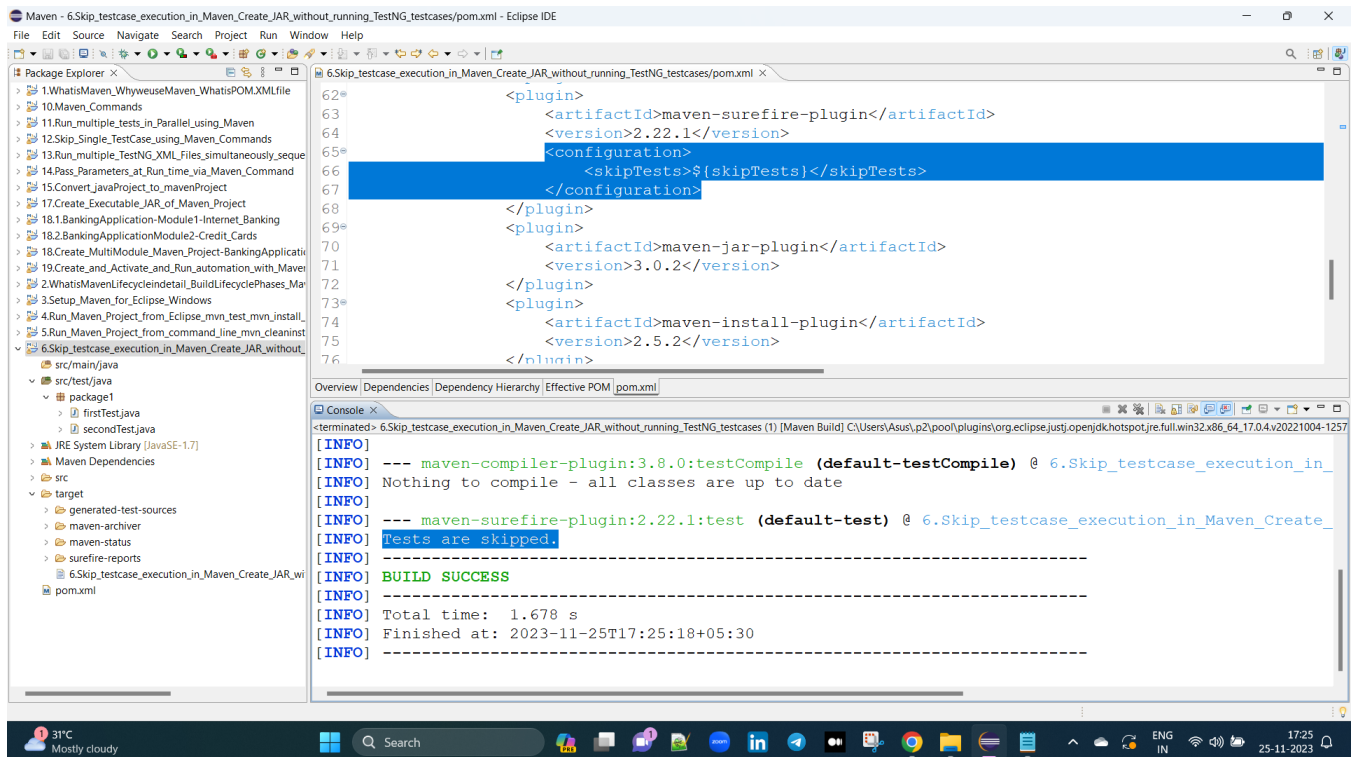 Maven - 6.Skip_testcase_execution_in_Maven_Create_JAR_without_running_TestNG_testcases/pom.xml - Eclipse IDE
File Edit Source Navigate Search Project Run Window Help
Package Explorer
1.WhatisMaven_WhyweuseMaven_WhatisPOM.XMLfile
10.Maven_Commands
11.Run_multiple_tests_in_Parallel_using_Maven
12.Skip_Single_TestCase_using_Maven_Commands
13.Run_multiple_TestNG_XML_Files_simultaneously_seque
14.Pass_Parameters_at_Run_time_via_Maven_Command
15.Convert_javaProject_to_mavenProject
17.Create_Executable_JAR_of_Maven_Project
18.1.BankingApplication-Module1-Internet_Banking
18.2.BankingApplicationModule2-Credit_Cards
18.Create_MultiModule_Maven_Project-BankingApplicati
19.Create_and_Activate_and_Run_automation_with_Maven
2.WhatisMavenLifecycleindetail_BuildLifecyclePhases_Ma
3.Setup_Maven_for_Eclipse_Windows
4.Run_Maven_Project_from_Eclipse_mvn_test_mvn_install_
5.Run_Maven_Project_from_command_line_mvn_cleaninst
6.Skip_testcase_execution_in_Maven_Create_JAR_without_
src/main/java
src/test/java
package1
firstTest.java
secondTest.java
JRE System Library [JavaSE-1.7]
Maven Dependencies
src
target
generated-test-sources
maven-archiver
maven-status
surefire-reports
6.Skip_testcase_execution_in_Maven_Create_JAR_wi
pom.xml
6.Skip_testcase_execution_in_Maven_Create_JAR_without_running_TestNG_testcases/pom.xml
62 <plugin>
63 <artifactId>maven-surefire-plugin</artifactId>
64 <version>2.22.1</version>
65 <configuration>
66 <skipTests>${skipTests}</skipTests>
67 </configuration>
68 </plugin>
69 <plugin>
70 <artifactId>maven-jar-plugin</artifactId>
71 <version>3.0.2</version>
72 </plugin>
73 <plugin>
74 <artifactId>maven-install-plugin</artifactId>
75 <version>2.5.2</version>
76 </plugin>
Overview Dependencies Dependency Hierarchy Effective POM pom.xml
Console
<terminated> 6.Skip_testcase_execution_in_Maven_Create_JAR_without_running_TestNG_testcases (1) [Maven Build] C:\Users\Asus\.p2\pool\plugins\org.eclipse.justj.openjdk.hotspot.jre.full.win32.x86_64_17.0.4.v20221004-1257
[INFO]
[INFO] --- maven-compiler-plugin:3.8.0:testCompile (default-testCompile) @ 6.Skip_testcase_execution_in_
[INFO] Nothing to compile - all classes are up to date
[INFO]
[INFO] --- maven-surefire-plugin:2.22.1:test (default-test) @ 6.Skip_testcase_execution_in_Maven_Create_
[INFO] Tests are skipped.
[INFO] ------------------------------------------------------------------------
[INFO] BUILD SUCCESS
[INFO] ------------------------------------------------------------------------
[INFO] Total time: 1.678 s
[INFO] Finished at: 2023-11-25T17:25:18+05:30
[INFO] ------------------------------------------------------------------------
1
31°C
Mostly cloudy
Search
PRE
1
zoom
in
ENG
IN
17:25
25-11-2023